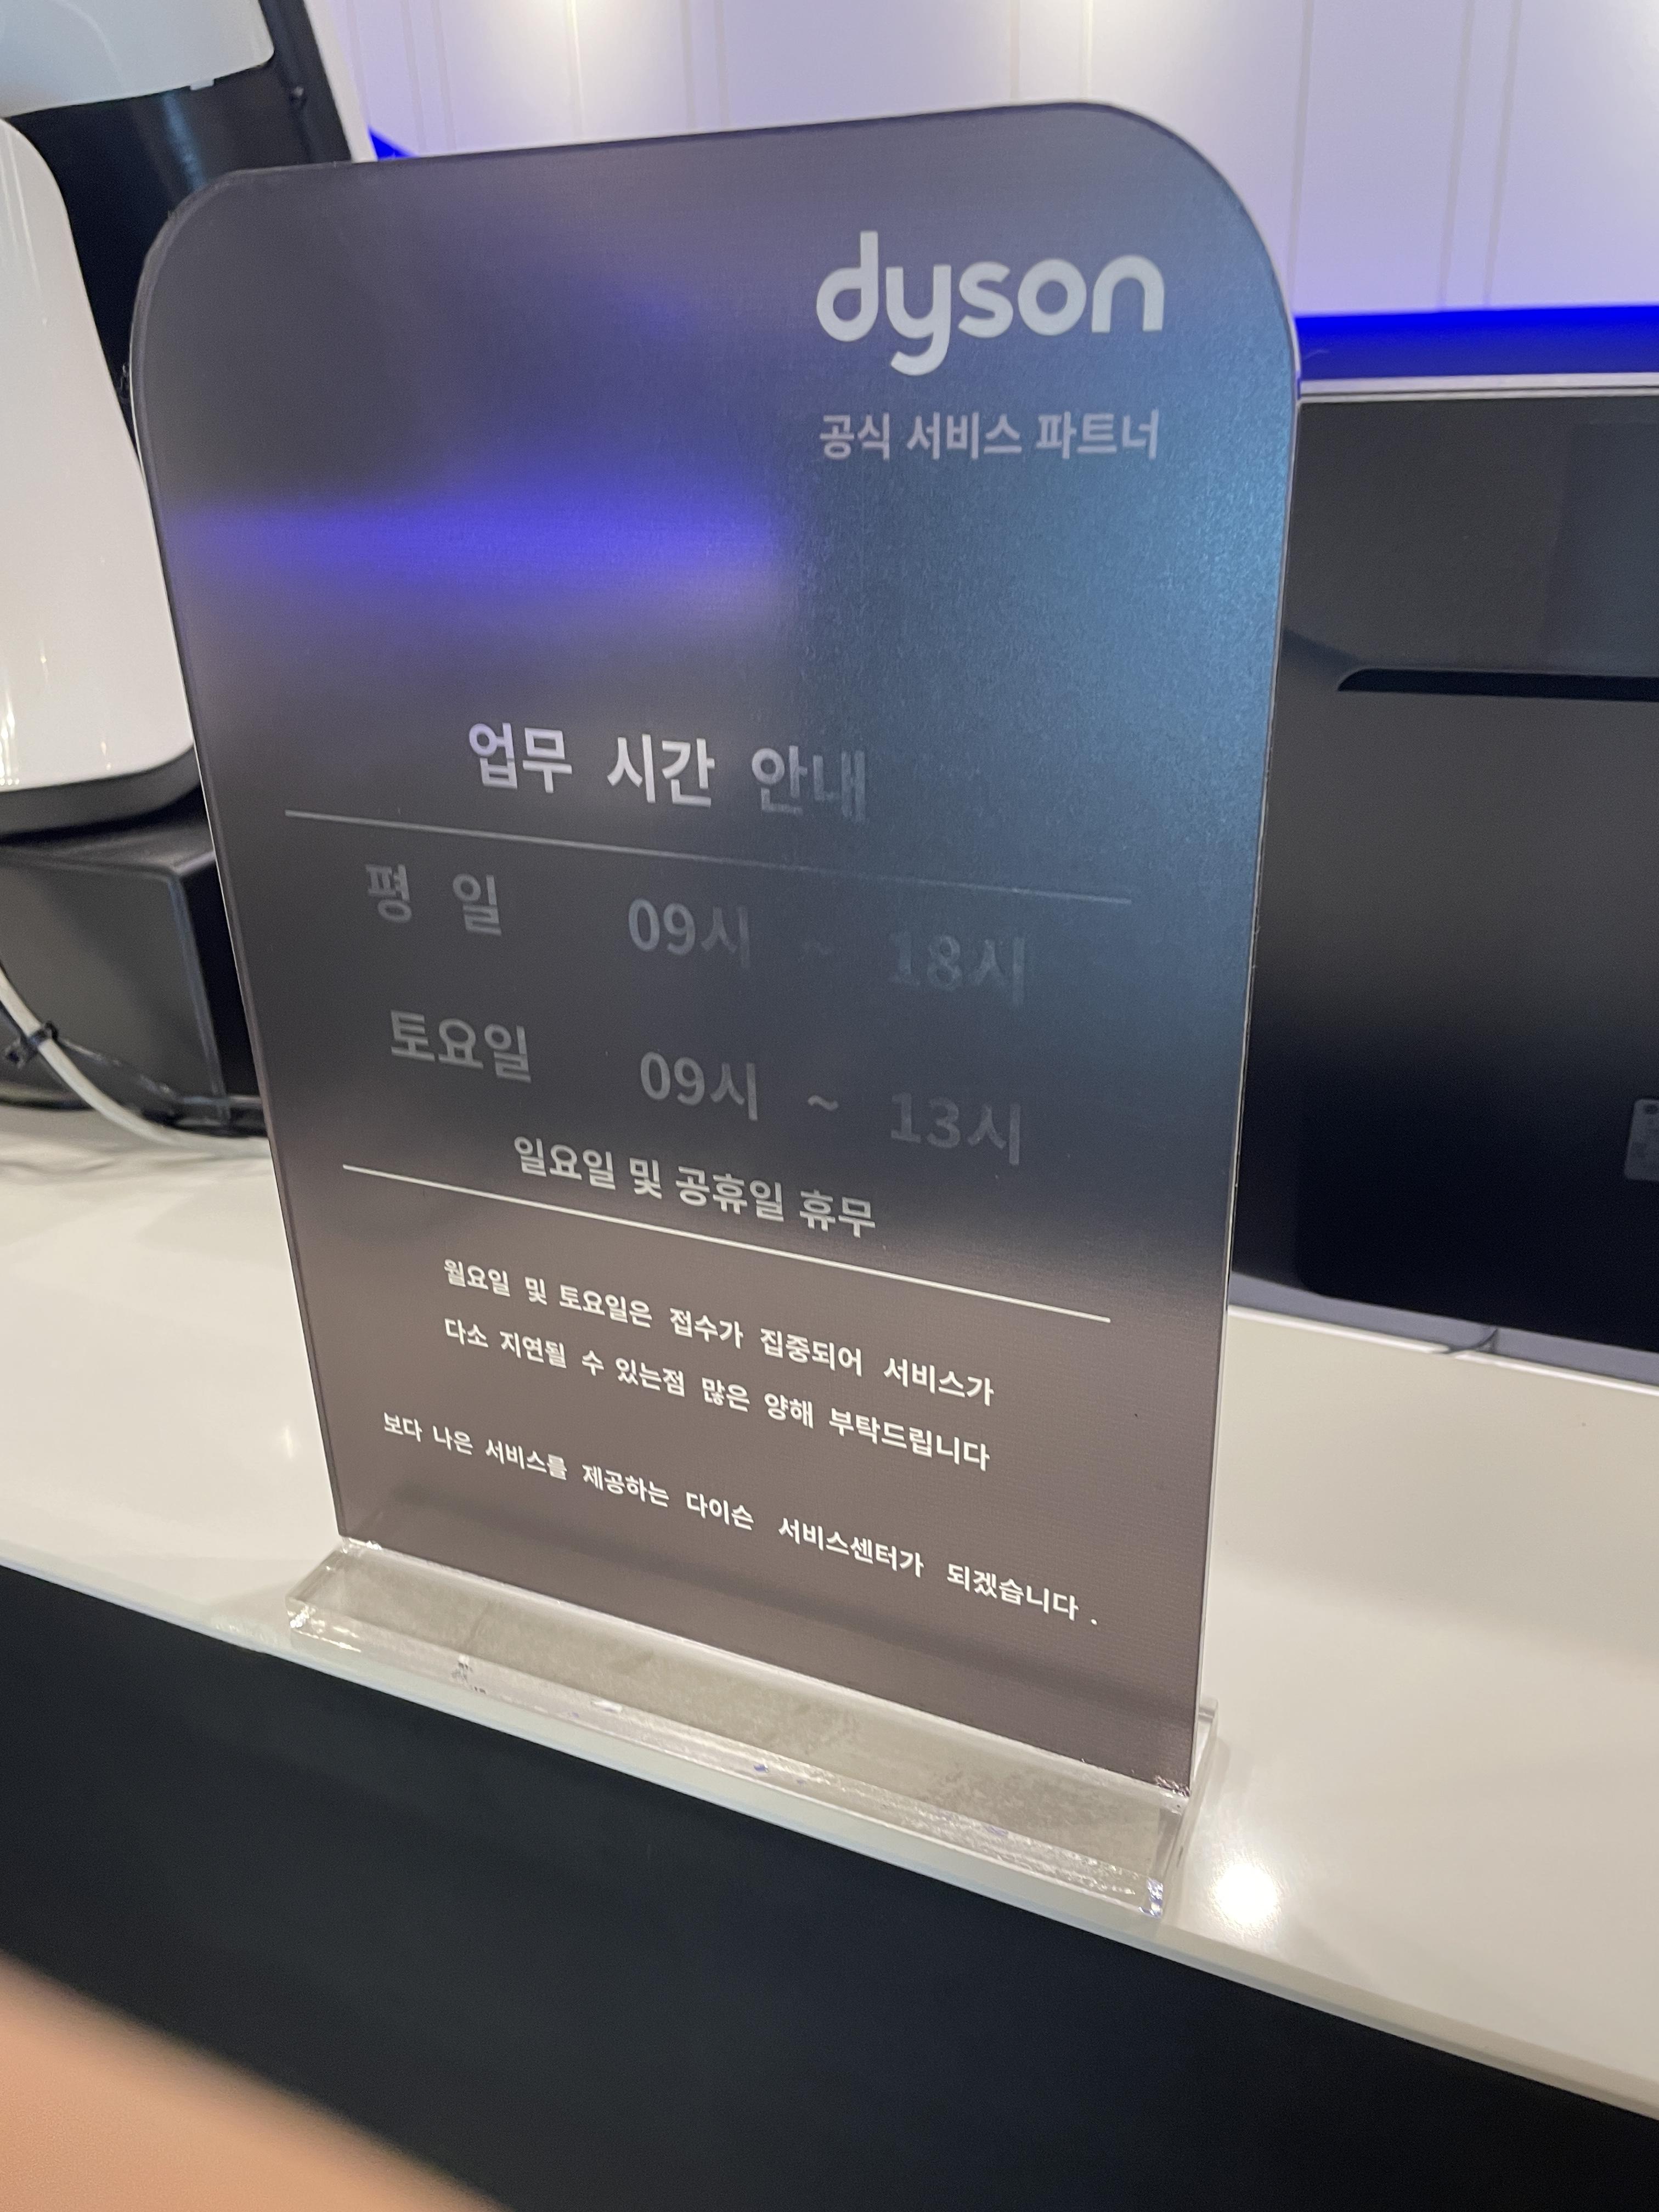 dyson
공식 서비스 파트너
업무 시간 안내
평 일 09시 ~ 18시
토요일 09시 ~ 13시
일요일 및 공휴일 휴무
월요일 및 토요일은 접수가 집중되어 서비스가
다소 지연될 수 있는점 많은 양해 부탁드립니다
보다 나은 서비스를 제공하는 다이슨 서비스센터가 되겠습니다 .